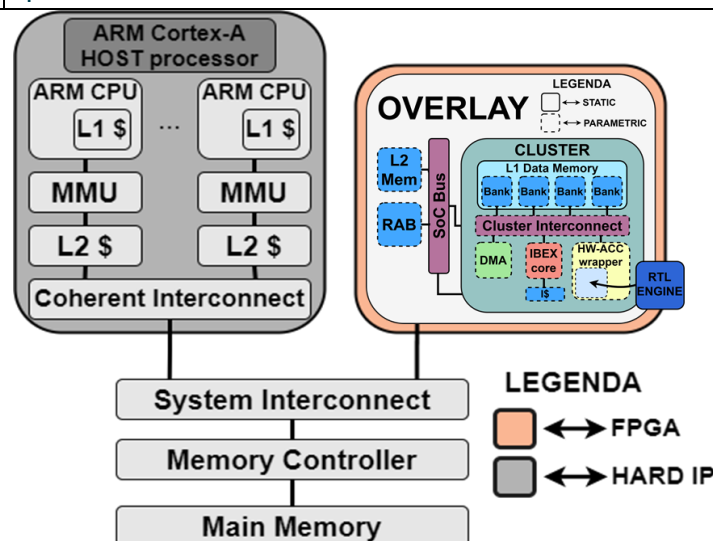 ARM Cortex-A
HOST processor
ARM CPU
L1 $
...
ARM CPU
L1 $
MMU
MMU
L2 $
L2 $
Coherent Interconnect
OVERLAY
LEGENDA
STATIC
PARAMETRIC
L2
Mem
RAB
SoC Bus
CLUSTER
L1 Data Memory
Bank
Bank
Bank
Bank
Cluster Interconnect
DMA
IBEX
core
I$
HW-ACC
wrapper
RTL
ENGINE
System Interconnect
Memory Controller
Main Memory
LEGENDA
FPGA
HARD IP